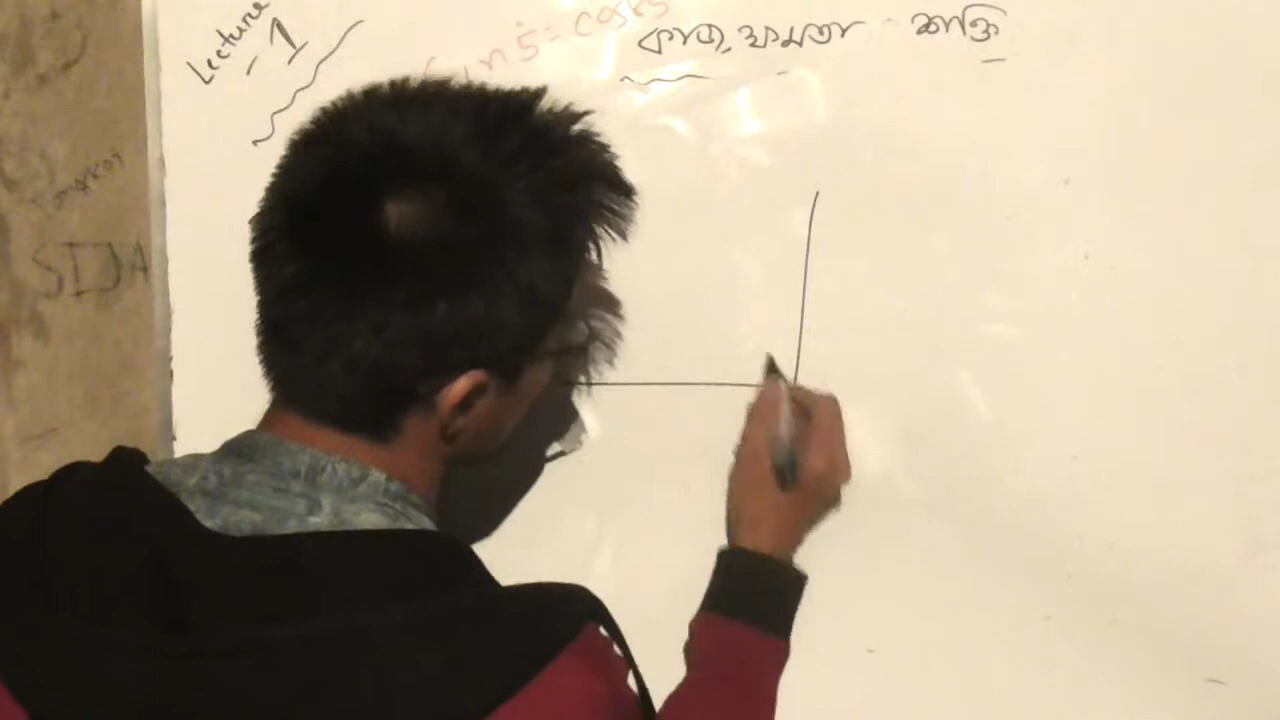 Lecture
- 1
Sin 5 = cos 85
কাজ, ক্ষমতা শক্তি
SIJA